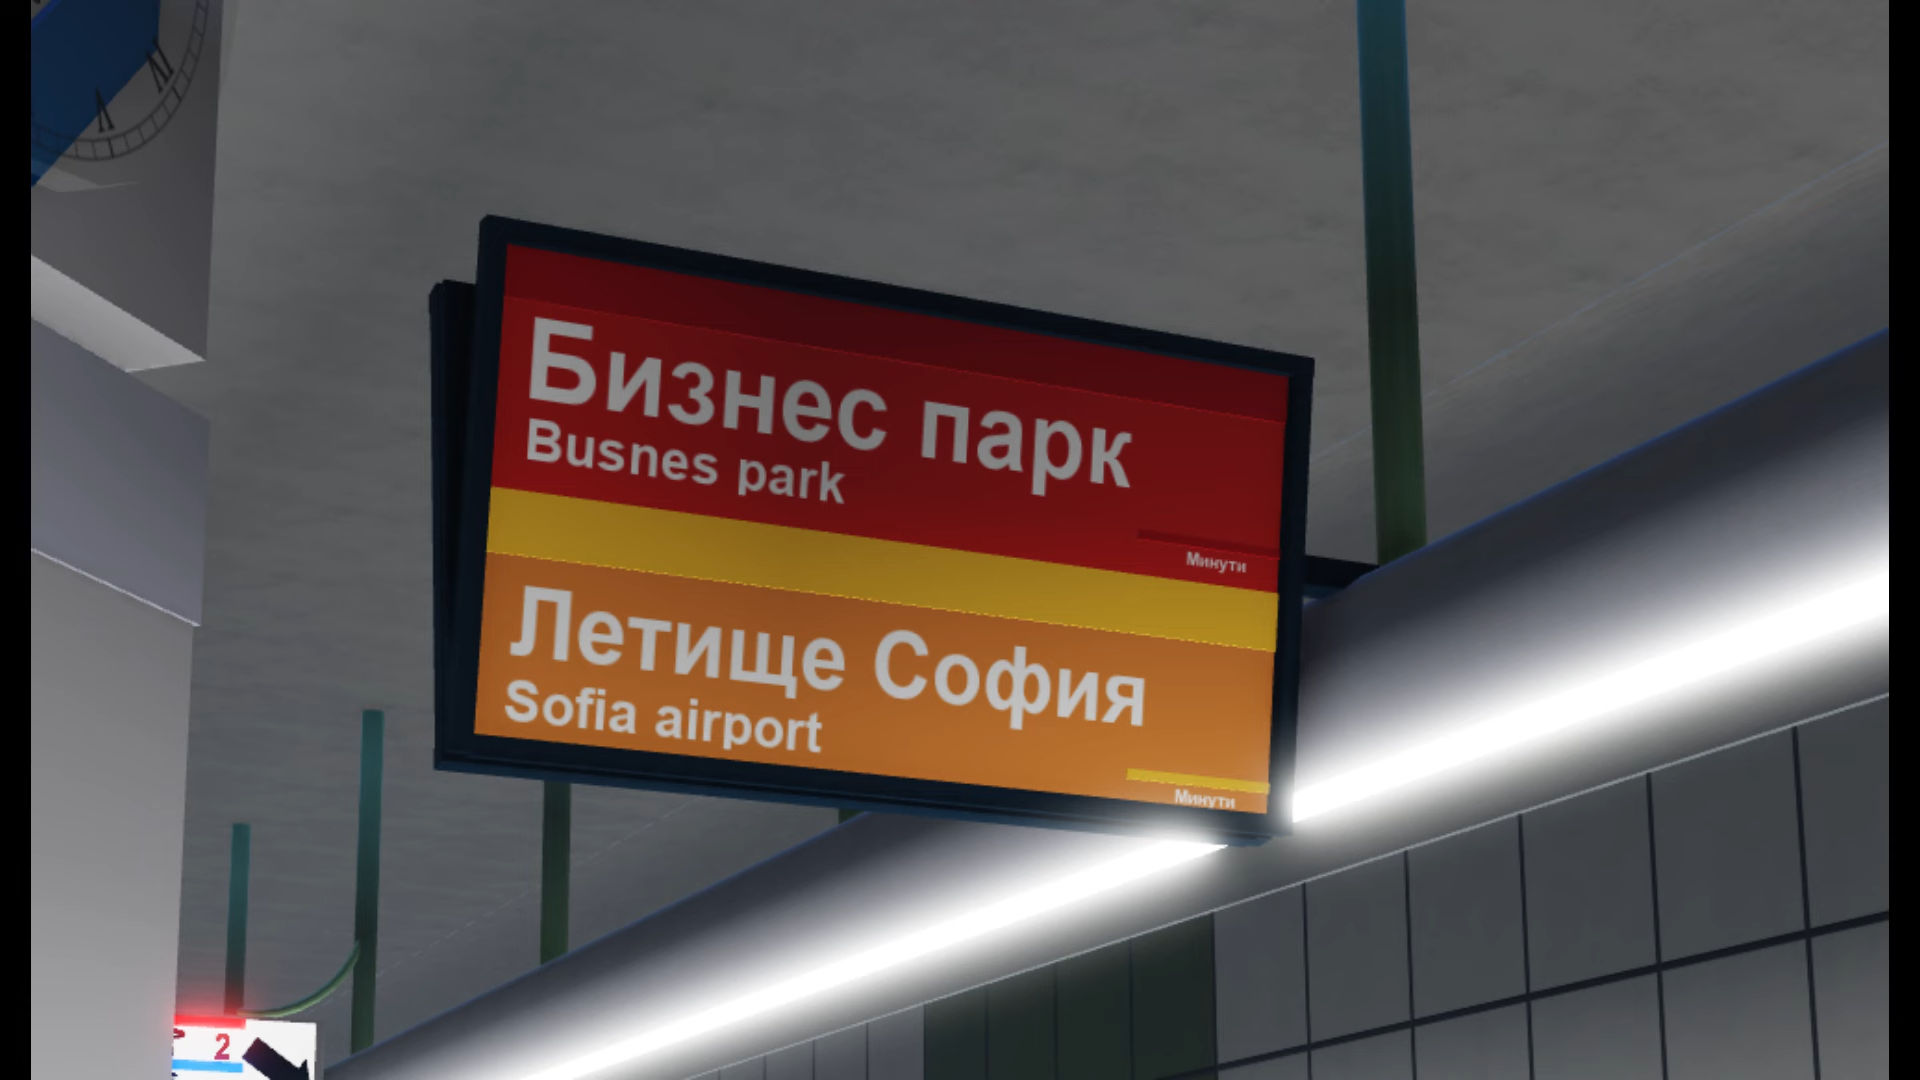 Бизнес парк
Busnes park
Минути
Летище София
Sofia airport
Минути
2